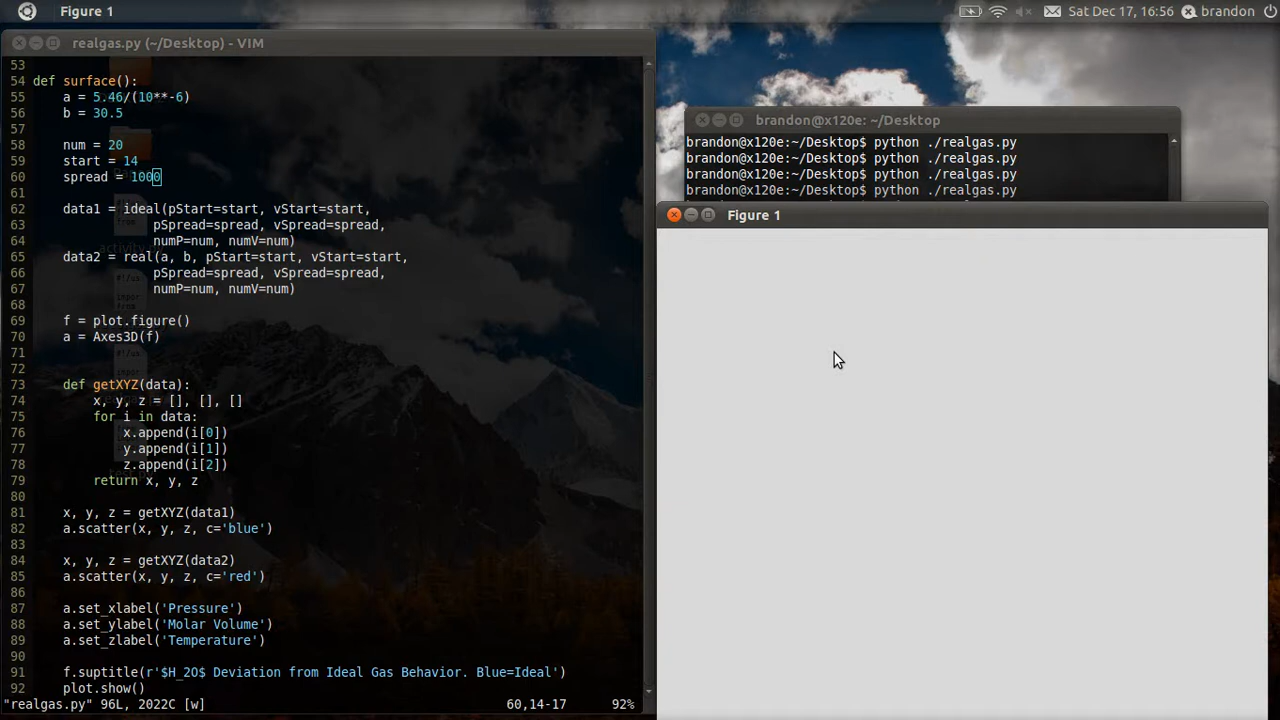 Figure 1
Sat Dec 17, 16:56 brandon
realgas.py (~/Desktop) - VIM
53
54 def surface():
55     a = 5.46/(10**-6)
56     b = 30.5
57
58     num = 20
59     start = 14
60     spread = 1000
61
62     data1 = ideal(pStart=start, vStart=start,
63                 pSpread=spread, vSpread=spread,
64                 numP=num, numV=num)
65     data2 = real(a, b, pStart=start, vStart=start,
66                 pSpread=spread, vSpread=spread,
67                 numP=num, numV=num)
68
69     f = plot.figure()
70     a = Axes3D(f)
71
72
73     def getXYZ(data):
74         x, y, z = [], [], []
75         for i in data:
76             x.append(i[0])
77             y.append(i[1])
78             z.append(i[2])
79         return x, y, z
80
81     x, y, z = getXYZ(data1)
82     a.scatter(x, y, z, c='blue')
83
84     x, y, z = getXYZ(data2)
85     a.scatter(x, y, z, c='red')
86
87     a.set_xlabel('Pressure')
88     a.set_ylabel('Molar Volume')
89     a.set_zlabel('Temperature')
90
91     f.suptitle(r'$H_2O$ Deviation from Ideal Gas Behavior. Blue=Ideal')
92     plot.show()
"realgas.py" 96L, 2022C [w] 60,14-17 92%
brandon@x120e: ~/Desktop
brandon@x120e:~/Desktop$ python ./realgas.py
brandon@x120e:~/Desktop$ python ./realgas.py
brandon@x120e:~/Desktop$ python ./realgas.py
brandon@x120e:~/Desktop$ python ./realgas.py
Figure 1